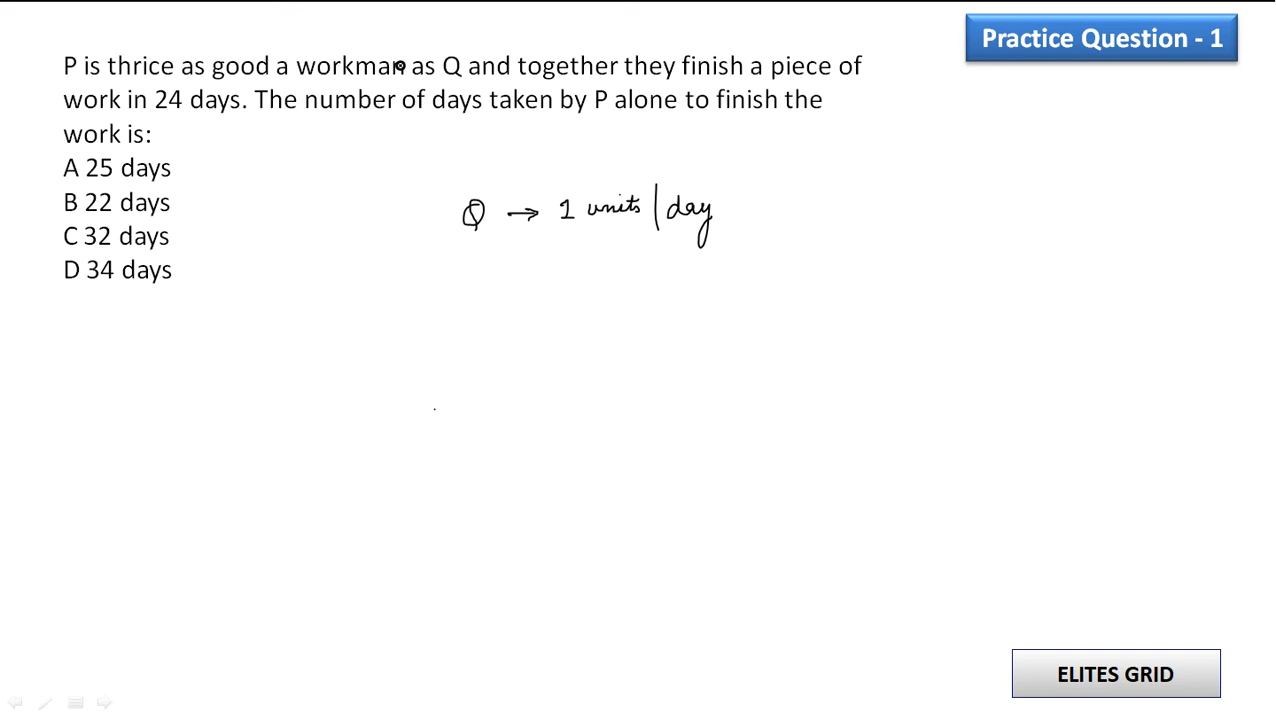 Practice Question - 1
P is thrice as good a workman as Q and together they finish a piece of
work in 24 days. The number of days taken by P alone to finish the
work is:
A 25 days
B 22 days
C 32 days
D 34 days
Q → 1 units / day
ELITES GRID